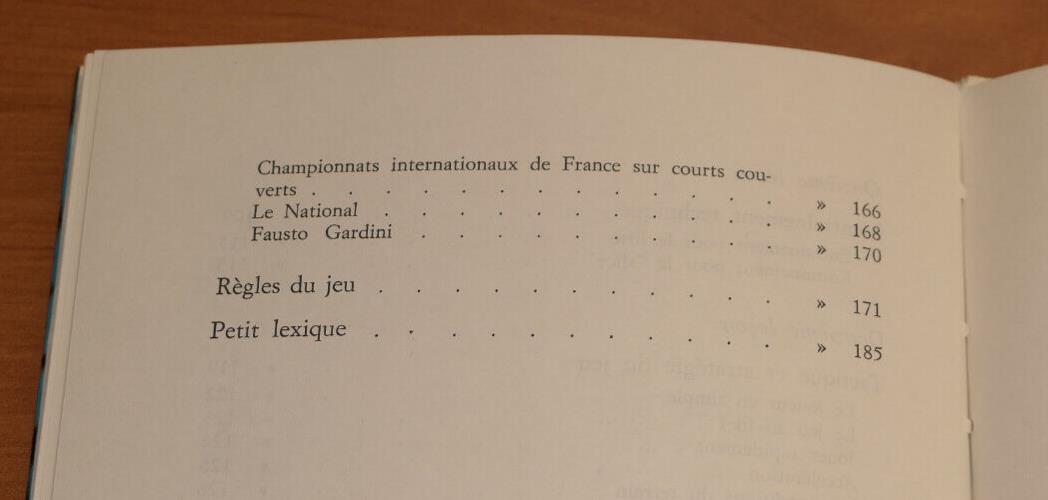 Championnats internationaux de France sur courts cou-
verts . . . . . . . . . . . . » 166
Le National . . . . . . . . . . » 168
Fausto Gardini . . . . . . . . . » 170
Règles du jeu . . . . . . . . . . . » 171
Petit lexique . . . . . . . . . . . » 185